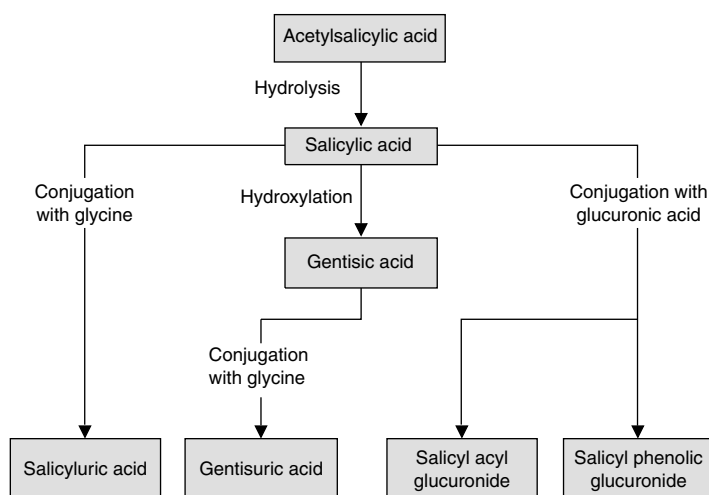 Acetylsalicylic acid
Hydrolysis
Salicylic acid
Conjugation
with glycine
Hydroxylation
Conjugation with
glucuronic acid
Gentisic acid
Conjugation
with glycine
Salicyluric acid
Gentisuric acid
Salicyl acyl
glucuronide
Salicyl phenolic
glucuronide